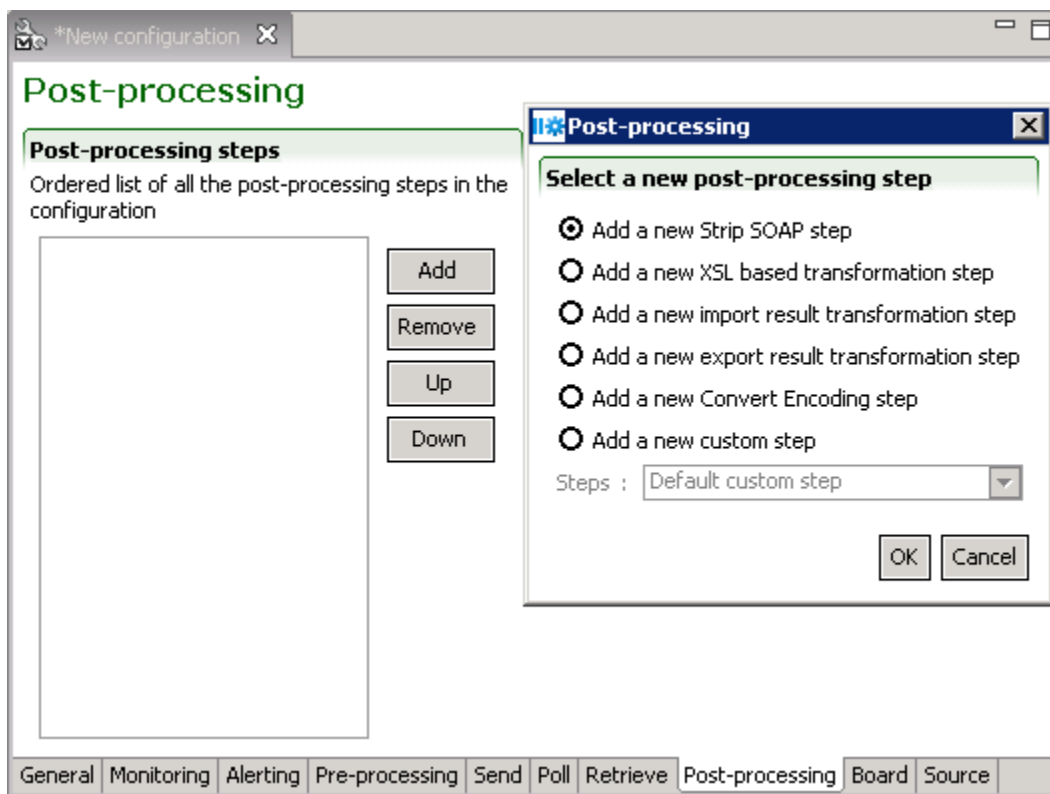 *New configuration
Post-processing
Post-processing steps
Ordered list of all the post-processing steps in the
configuration
Add
Remove
Up
Down
Post-processing
Select a new post-processing step
Add a new Strip SOAP step
Add a new XSL based transformation step
Add a new import result transformation step
Add a new export result transformation step
Add a new Convert Encoding step
Add a new custom step
Steps : Default custom step
OK Cancel
General Monitoring Alerting Pre-processing Send Poll Retrieve Post-processing Board Source